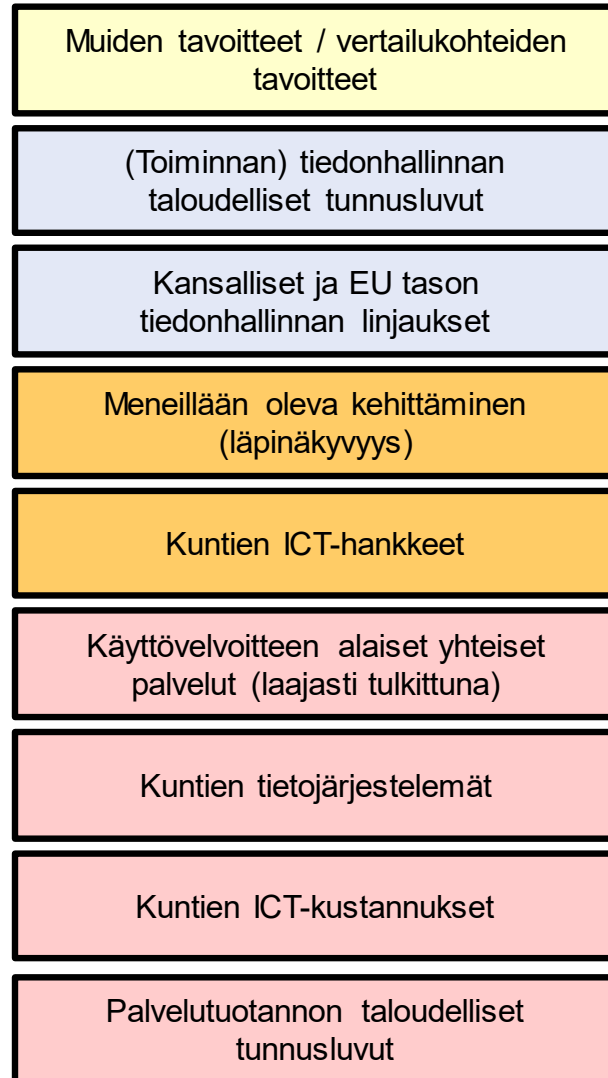 Muiden tavoitteet / vertailukohteiden
tavoitteet
(Toiminnan) tiedonhallinnan
taloudelliset tunnusluvut
Kansalliset ja EU tason
tiedonhallinnan linjaukset
Meneillään oleva kehittäminen
(läpinäkyvyys)
Kuntien ICT-hankkeet
Käyttövelvoitteen alaiset yhteiset
palvelut (laajasti tulkittuna)
Kuntien tietojärjestelemät
Kuntien ICT-kustannukset
Palvelutuotannon taloudelliset
tunnusluvut